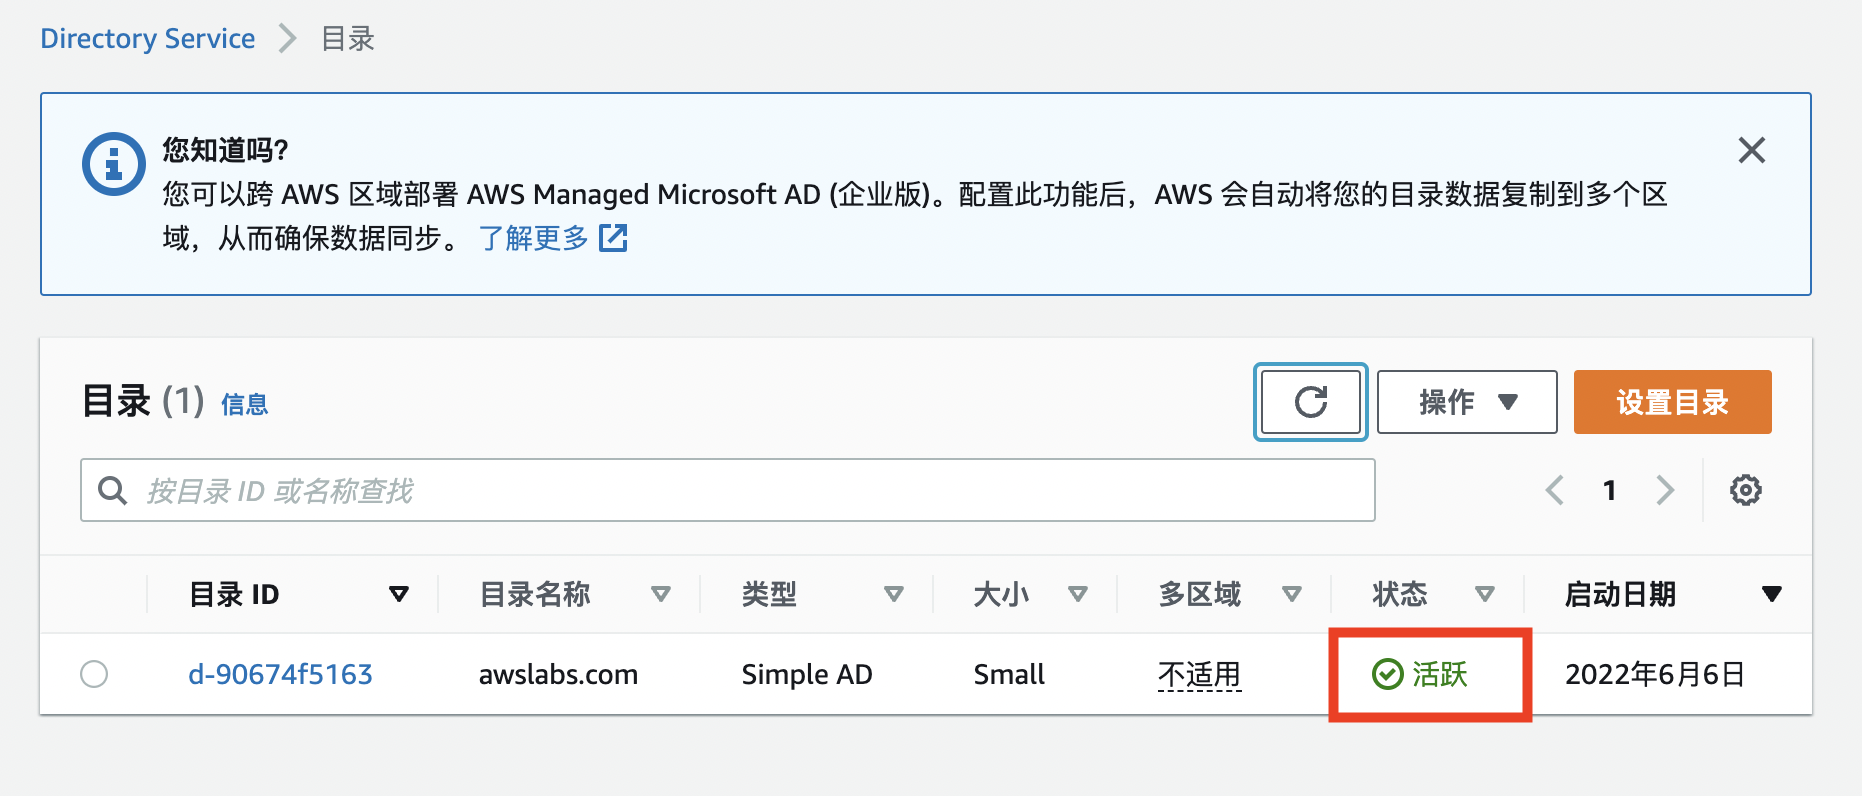 Directory Service > 目录
您知道吗?
您可以跨 AWS 区域部署 AWS Managed Microsoft AD (企业版)。配置此功能后，AWS 会自动将您的目录数据复制到多个区
域，从而确保数据同步。 了解更多
目录 (1) 信息
操作
设置目录
按目录 ID 或名称查找
1
目录 ID 目录名称 类型 大小 多区域 状态 启动日期
d-90674f5163 awslabs.com Simple AD Small 不适用 活跃 2022年6月6日